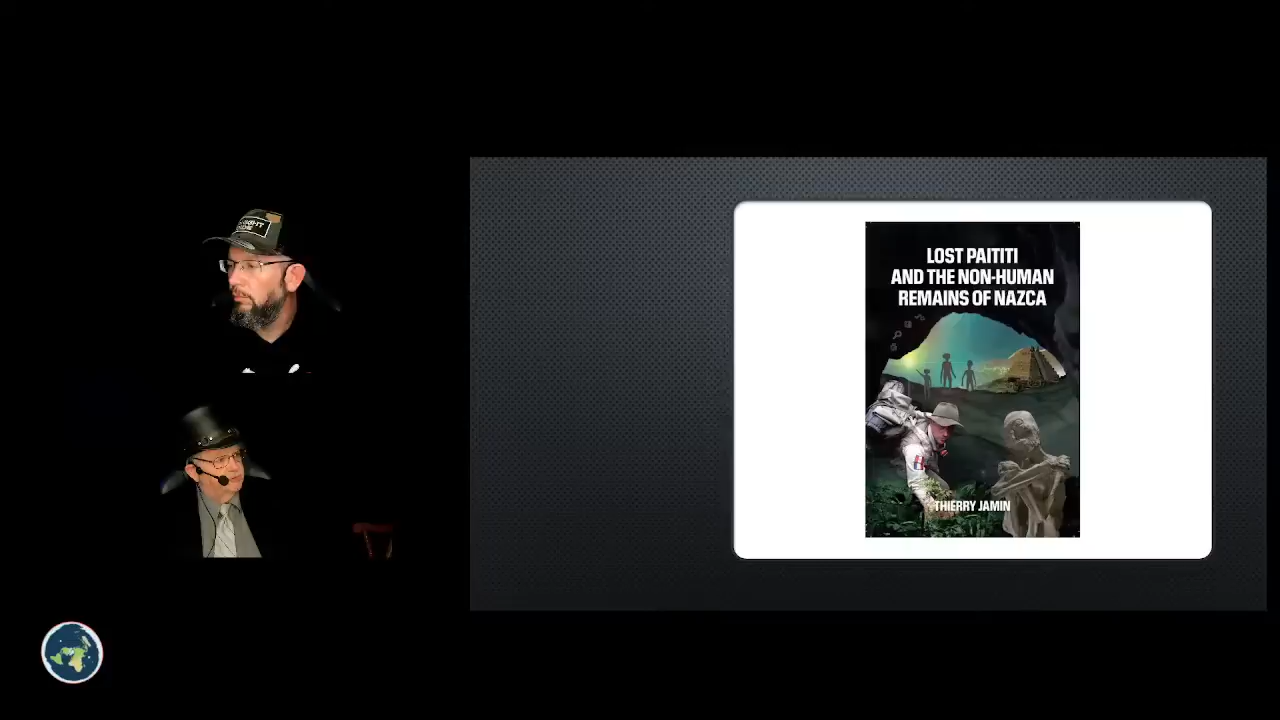 LOST PAITITI
AND THE NON-HUMAN
REMAINS OF NAZCA
THIERRY JAMIN